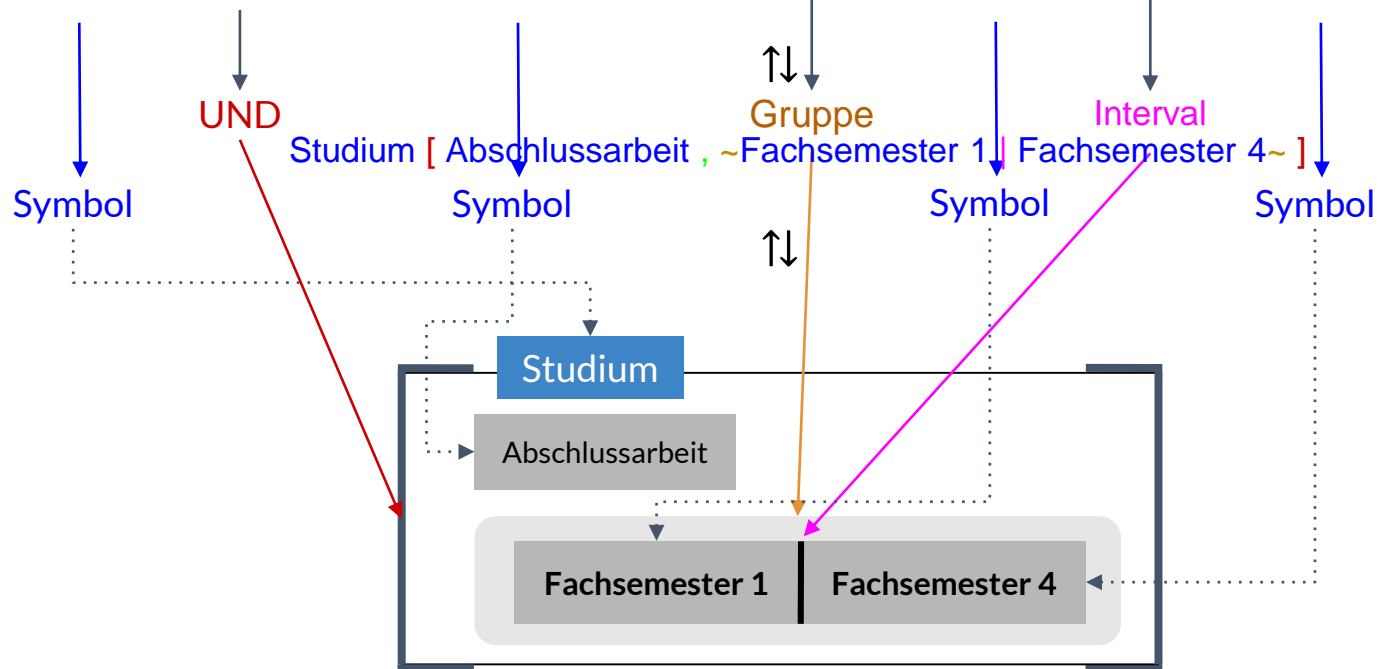 ↑↓
UND Gruppe Interval
Studium [ Abschlussarbeit , ~Fachsemester 1 | Fachsemester 4~ ]
Symbol Symbol Symbol Symbol
↑↓
Studium
Abschlussarbeit
Fachsemester 1 Fachsemester 4